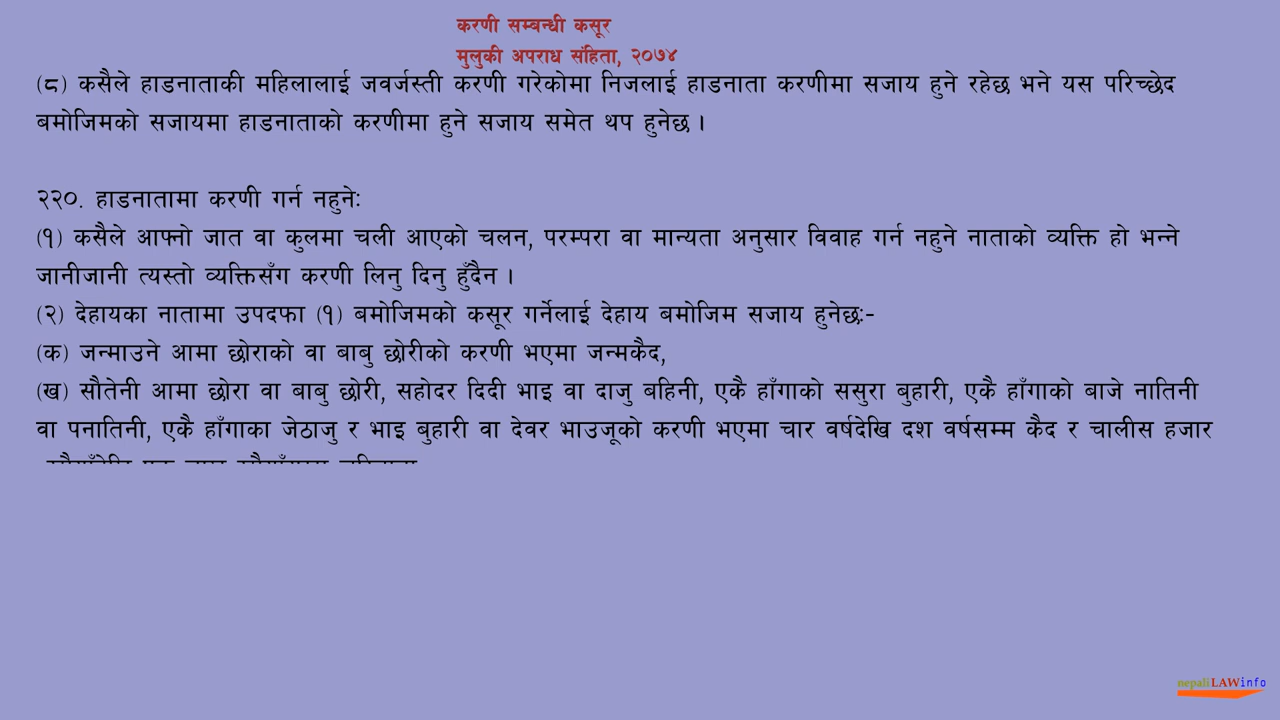 करणी सम्बन्धी कसूर
मुलुकी अपराध संहिता, २०७४
(८) कसैले हाडनाताकी महिलालाई जवर्जस्ती करणी गरेकोमा निजलाई हाडनाता करणीमा सजाय हुने रहेछ भने यस परिच्छेद
बमोजिमको सजायमा हाडनाताको करणीमा हुने सजाय समेत थप हुनेछ ।
२२०. हाडनातामा करणी गर्न नहुनेः
(१) कसैले आफ्नो जात वा कुलमा चली आएको चलन, परम्परा वा मान्यता अनुसार विवाह गर्न नहुने नाताको व्यक्ति हो भन्ने
जानीजानी त्यस्तो व्यक्तिसँग करणी लिनु दिनु हुँदैन ।
(२) देहायका नातामा उपदफा (१) बमोजिमको कसूर गर्नेलाई देहाय बमोजिम सजाय हुनेछः-
(क) जन्माउने आमा छोराको वा बाबु छोरीको करणी भएमा जन्मकैद,
(ख) सौतेनी आमा छोरा वा बाबु छोरी, सहोदर दिदी भाइ वा दाजु बहिनी, एकै हाँगाको ससुरा बुहारी, एकै हाँगाको बाजे नातिनी
वा पनातिनी, एकै हाँगाका जेठाजु र भाइ बुहारी वा देवर भाउजूको करणी भएमा चार वर्षदेखि दश वर्षसम्म कैद र चालीस हजार
nepaliLAWinfo